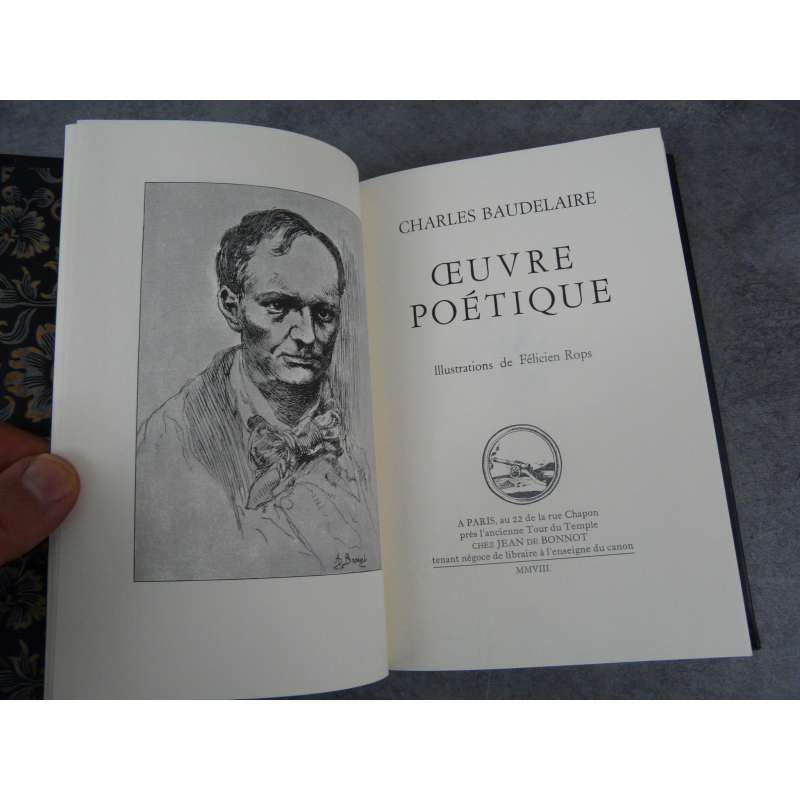 CHARLES BAUDELAIRE
ŒUVRE
POÉTIQUE
Illustrations de Félicien Rops
A PARIS, au 22 de la rue Chapon
près l'ancienne Tour du Temple
CHEZ JEAN DE BONNOT
tenant négoce de libraire à l'enseigne du canon
MMVIII